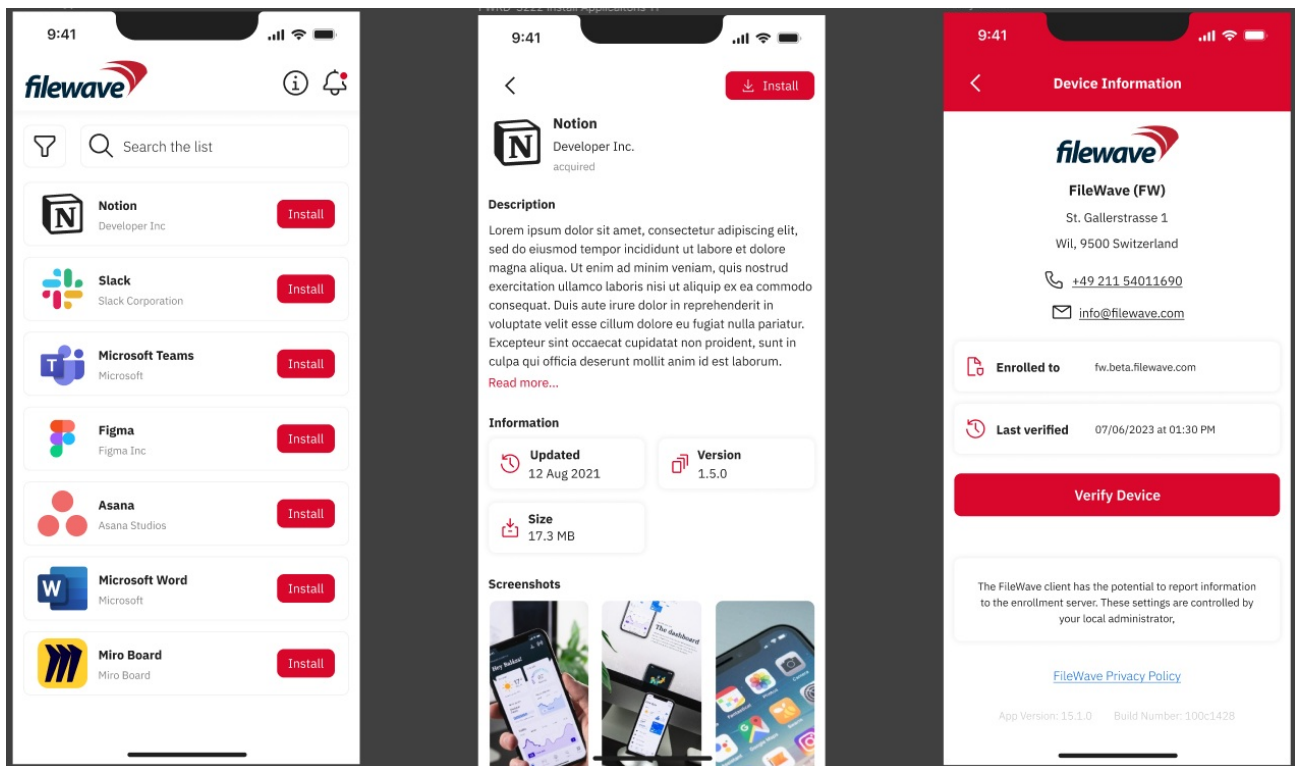 FWRD-3222 Install Applicaitons 11
9:41
filewave
Search the list
Notion
Developer Inc
Install
Slack
Slack Corporation
Install
Microsoft Teams
Microsoft
Install
Figma
Figma Inc
Install
Asana
Asana Studios
Install
Microsoft Word
Microsoft
Install
Miro Board
Miro Board
Install
9:41
Install
Notion
Developer Inc.
acquired
Description
Lorem ipsum dolor sit amet, consectetur adipiscing elit,
sed do eiusmod tempor incididunt ut labore et dolore
magna aliqua. Ut enim ad minim veniam, quis nostrud
exercitation ullamco laboris nisi ut aliquip ex ea commodo
consequat. Duis aute irure dolor in reprehenderit in
voluptate velit esse cillum dolore eu fugiat nulla pariatur.
Excepteur sint occaecat cupidatat non proident, sunt in
culpa qui officia deserunt mollit anim id est laborum.
Read more...
Information
Updated
12 Aug 2021
Version
1.5.0
Size
17.3 MB
Screenshots
The dashboard
9:41
Device Information
filewave
FileWave (FW)
St. Gallerstrasse 1
Wil, 9500 Switzerland
+49 211 54011690
info@filewave.com
Enrolled to fw.beta.filewave.com
Last verified 07/06/2023 at 01:30 PM
Verify Device
The FileWave client has the potential to report information
to the enrollment server. These settings are controlled by
your local administrator,
FileWave Privacy Policy
App Version: 15.1.0 Build Number: 100c1428